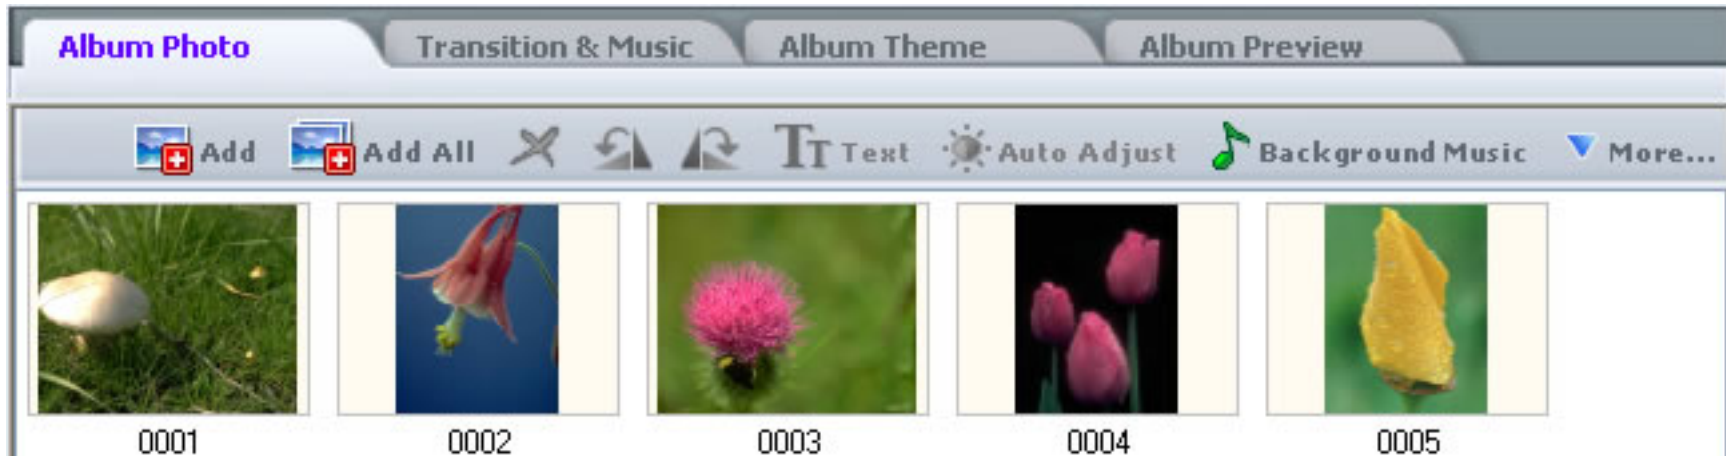 Album Photo Transition & Music Album Theme Album Preview
Add Add All TT Text Auto Adjust Background Music More...
0001 0002 0003 0004 0005